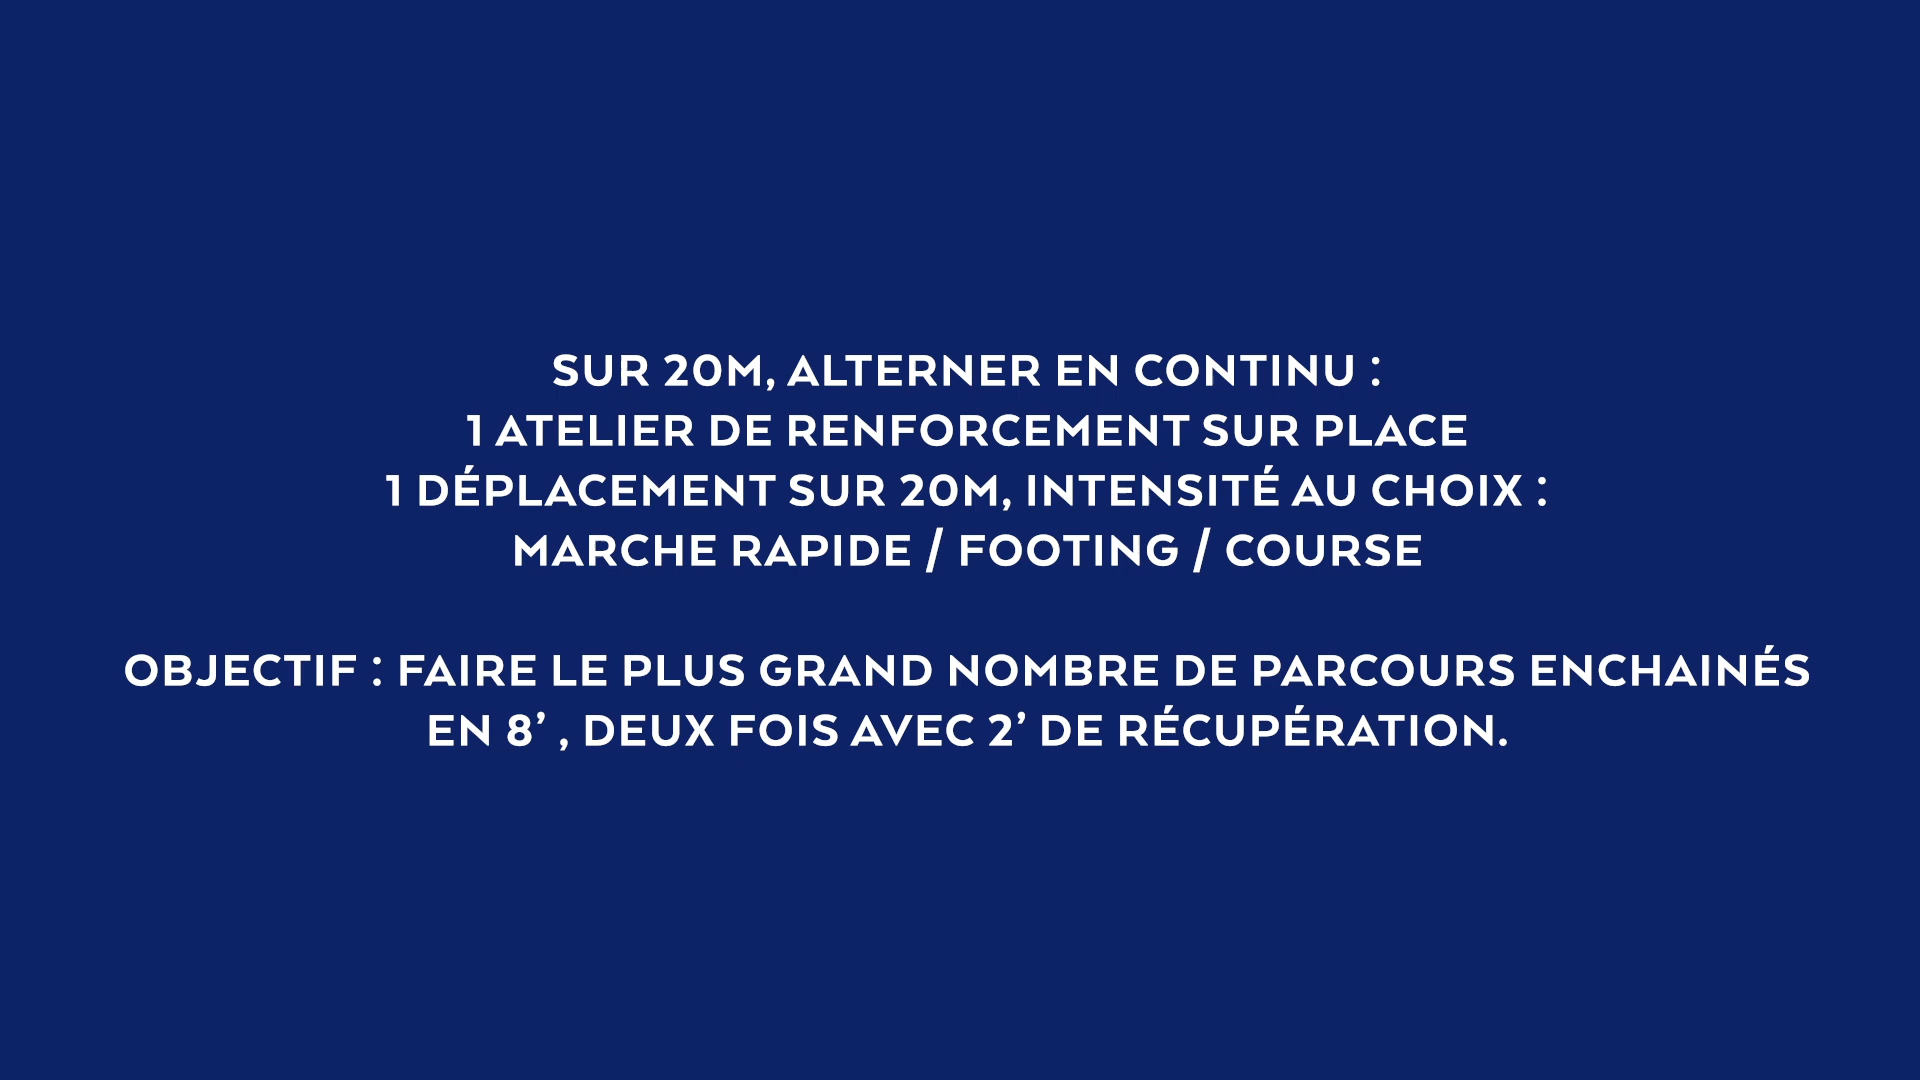 SUR 20M, ALTERNER EN CONTINU :
1 ATELIER DE RENFORCEMENT SUR PLACE
1 DÉPLACEMENT SUR 20M, INTENSITÉ AU CHOIX :
MARCHE RAPIDE / FOOTING / COURSE
OBJECTIF : FAIRE LE PLUS GRAND NOMBRE DE PARCOURS ENCHAINÉS
EN 8’ , DEUX FOIS AVEC 2’ DE RÉCUPÉRATION.